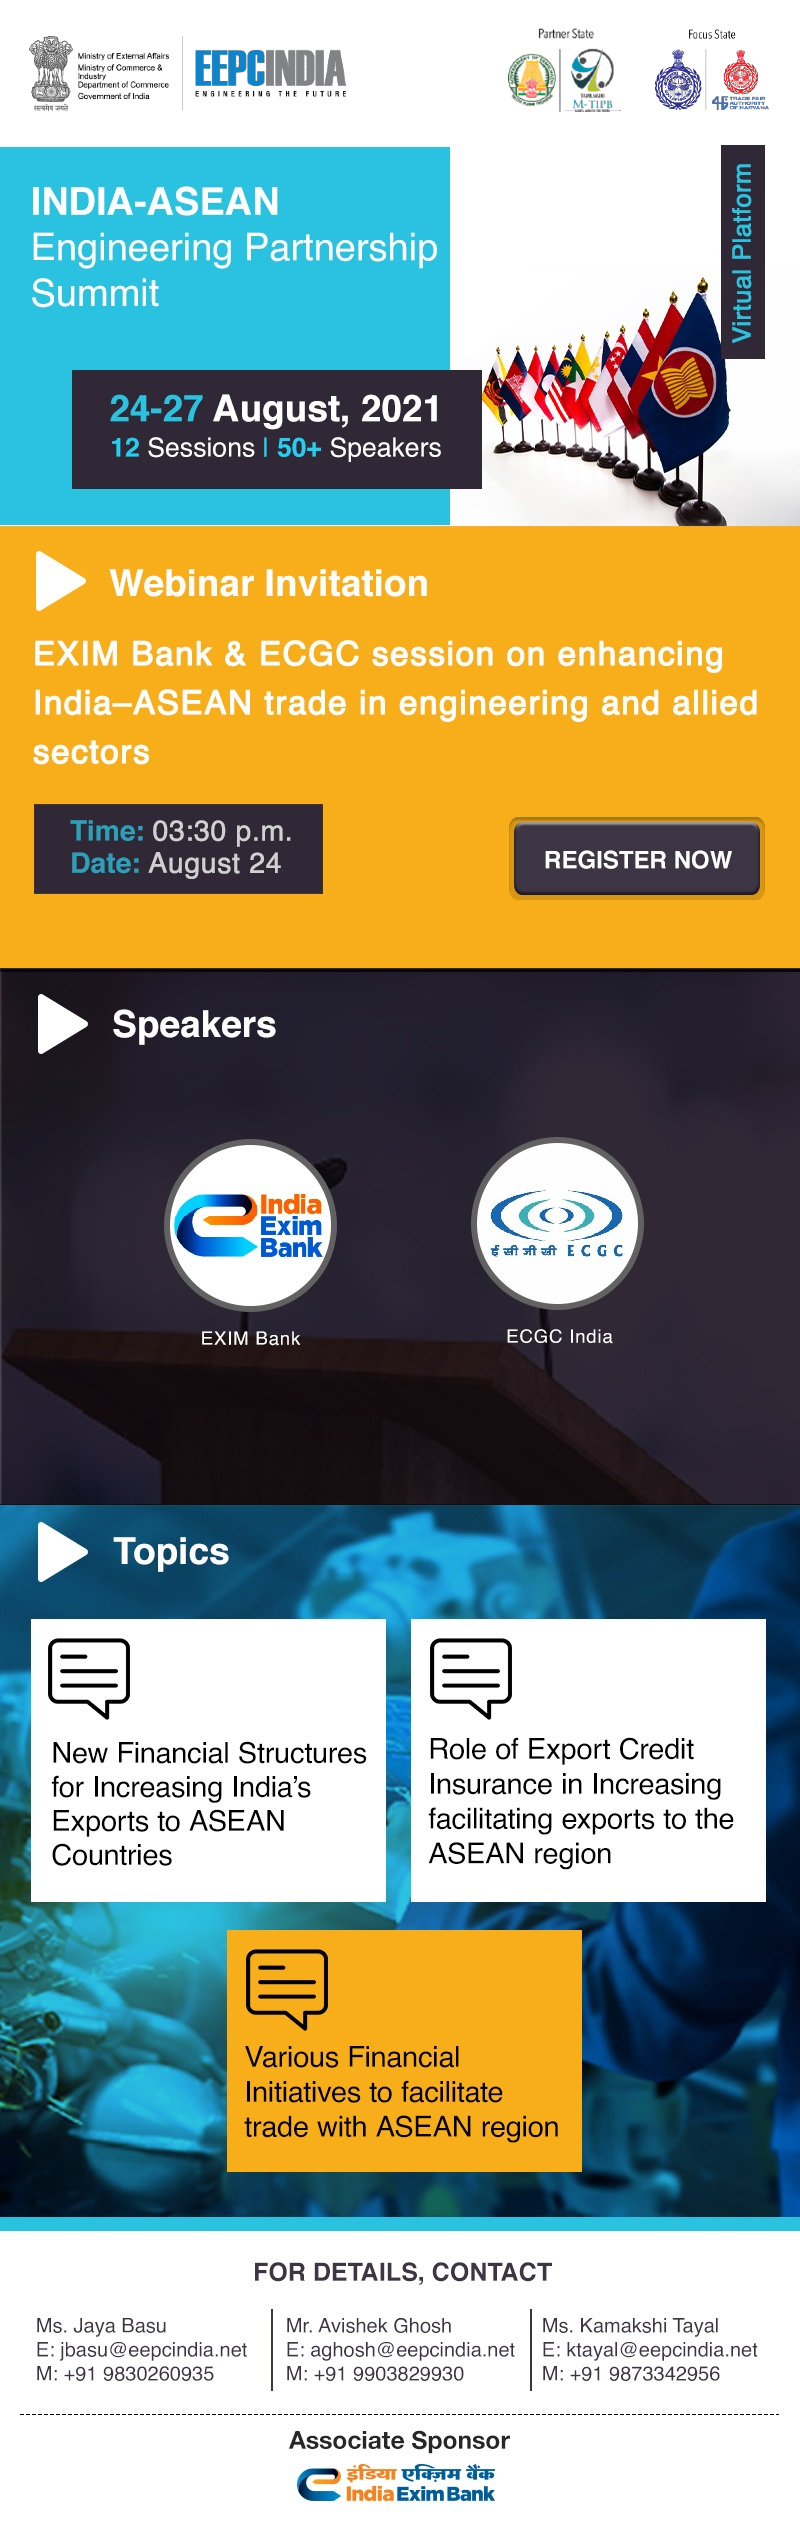 Ministry of External Affairs
Ministry of Commerce &
Industry
Department of Commerce
Government of India
सत्यमेव जयते
EEPCINDIA
ENGINEERING THE FUTURE
Partner State
TAMILNADU
M-TIPB
Focus State
TRADE FAIR
AUTHORITY
OF HARYANA
Virtual Platform
INDIA-ASEAN
Engineering Partnership
Summit
24-27 August, 2021
12 Sessions | 50+ Speakers
Webinar Invitation
EXIM Bank & ECGC session on enhancing
India–ASEAN trade in engineering and allied
sectors
Time: 03:30 p.m.
Date: August 24
REGISTER NOW
Speakers
India
Exim
Bank
ई सी जी सी ECGC
EXIM Bank
ECGC India
Topics
New Financial Structures
for Increasing India's
Exports to ASEAN
Countries
Role of Export Credit
Insurance in Increasing
facilitating exports to the
ASEAN region
Various Financial
Initiatives to facilitate
trade with ASEAN region
FOR DETAILS, CONTACT
Ms. Jaya Basu
E: jbasu@eepcindia.net
M: +91 9830260935
Mr. Avishek Ghosh
E: aghosh@eepcindia.net
M: +91 9903829930
Ms. Kamakshi Tayal
E: ktayal@eepcindia.net
M: +91 9873342956
Associate Sponsor
इंडिया एक्ज़िम बैंक
India Exim Bank